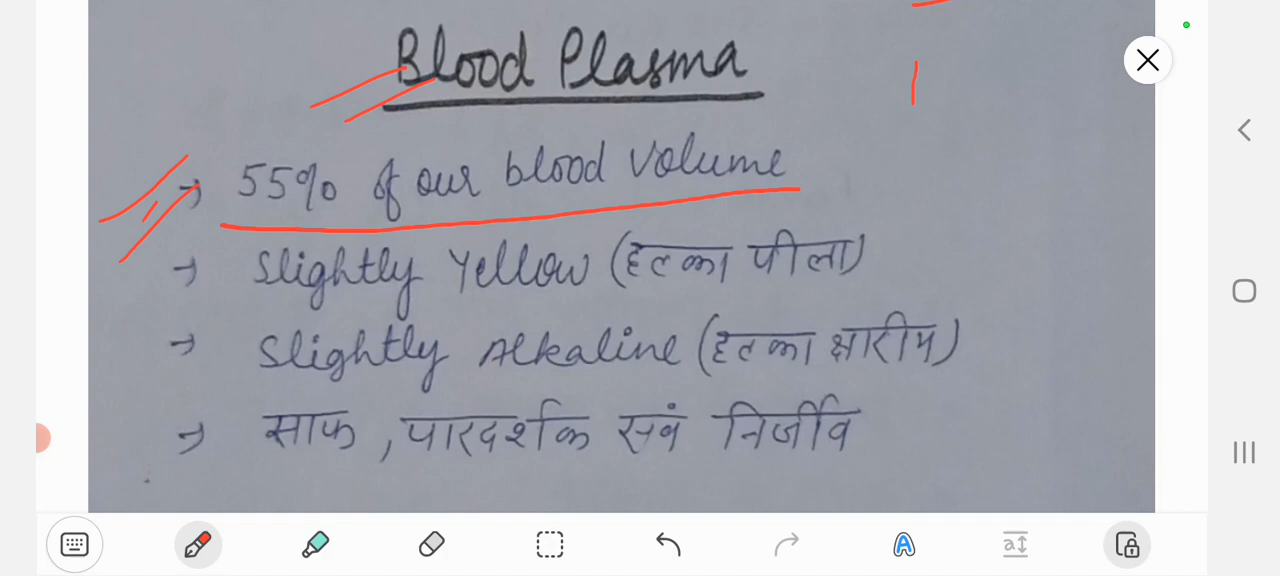 Blood Plasma
→ 55% of our blood volume
→ Slightly Yellow (हल्का पीला)
→ Slightly Alkaline (हल्का क्षारीय)
→ साफ, पारदर्शक एवं निर्जीव